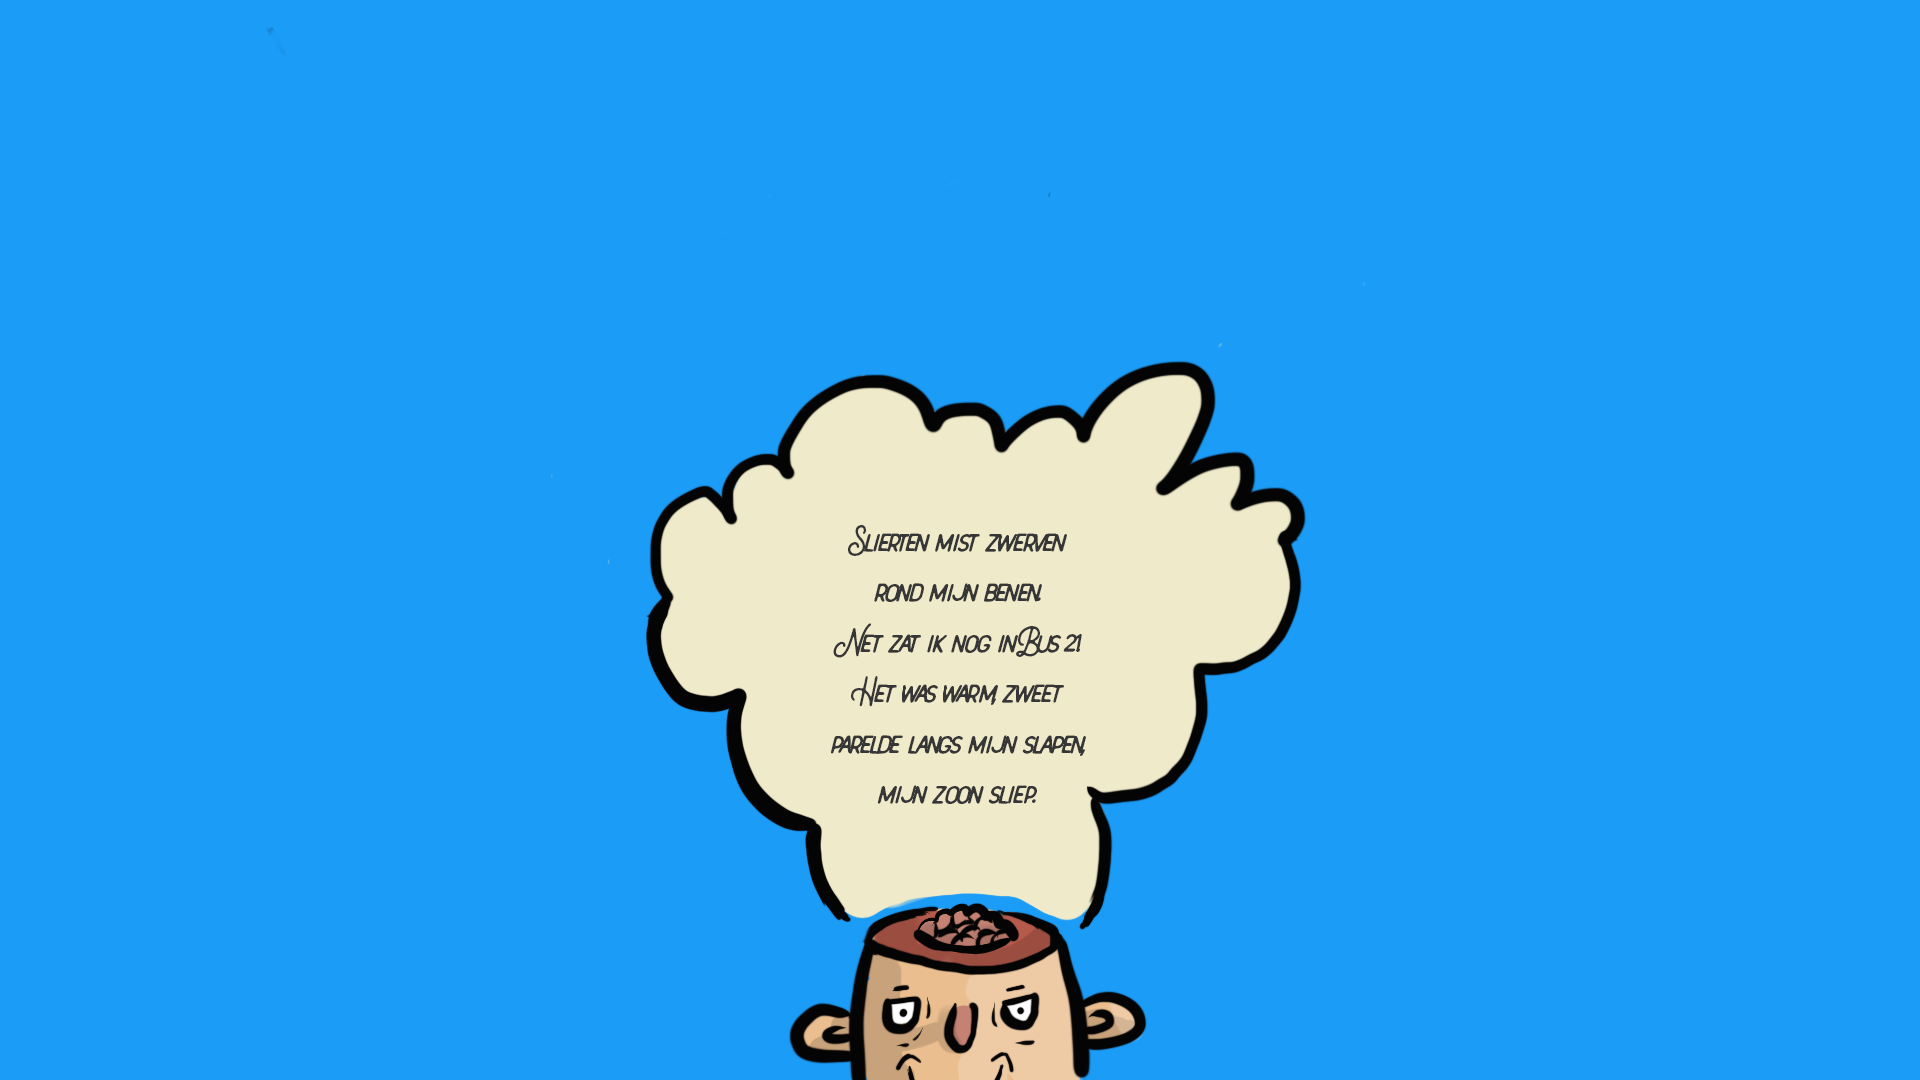 Slierten mist zwerven
rond mijn benen.
Net zat ik nog in Bus 21.
Het was warm, zweet
parelde langs mijn slapen,
mijn zoon sliep.